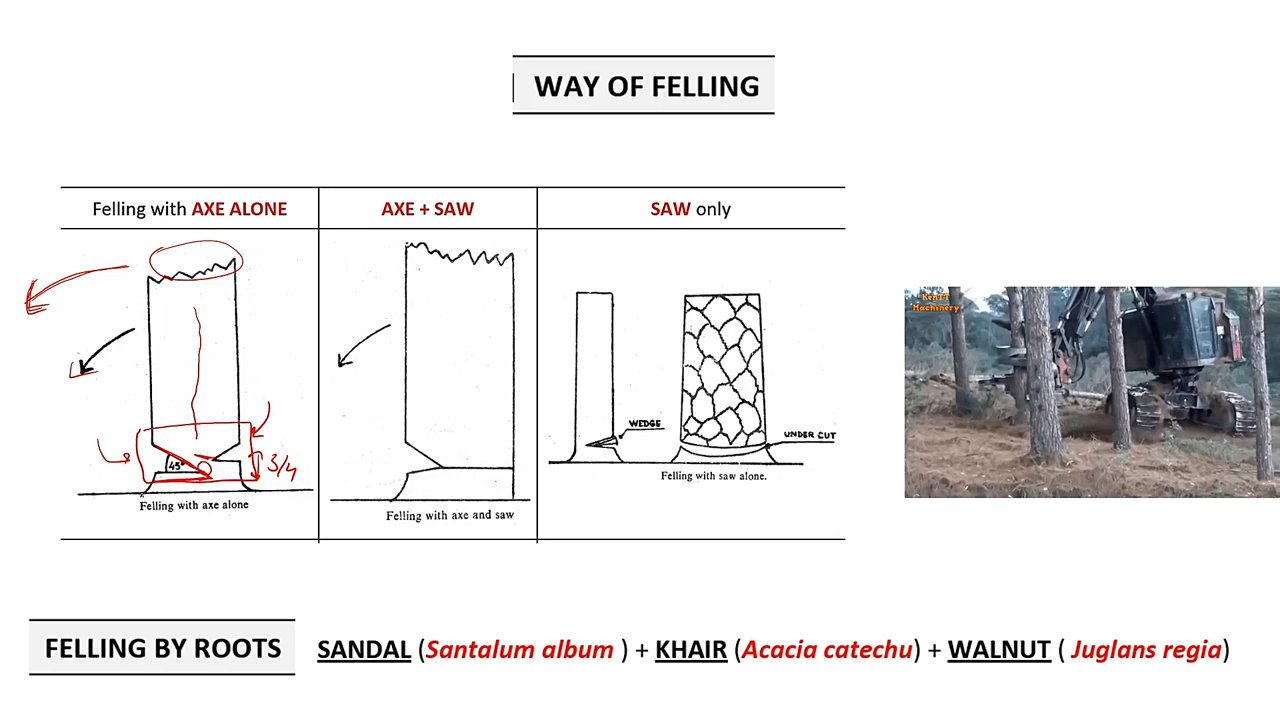 WAY OF FELLING
Felling with AXE ALONE
AXE + SAW
SAW only
45°
3/4
Felling with axe alone
Felling with axe and saw
WEDGE
UNDER CUT
Felling with saw alone.
KenTT
Machinery
FELLING BY ROOTS
SANDAL (Santalum album ) + KHAIR (Acacia catechu) + WALNUT ( Juglans regia)